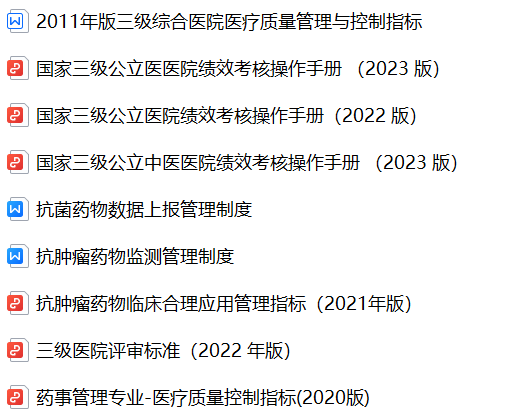 2011年版三级综合医院医疗质量管理与控制指标
国家三级公立医医院绩效考核操作手册 （2023 版）
国家三级公立医院绩效考核操作手册（2022 版）
国家三级公立中医医院绩效考核操作手册 （2023 版）
抗菌药物数据上报管理制度
抗肿瘤药物监测管理制度
抗肿瘤药物临床合理应用管理指标（2021年版）
三级医院评审标准（2022 年版）
药事管理专业-医疗质量控制指标(2020版)